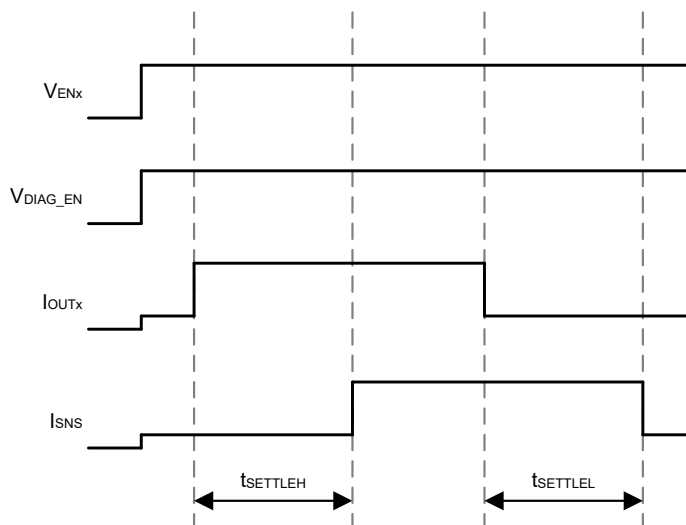 VENx
VDIAG_EN
IOUTx
ISNS
tSETTLEH
tSETTLEL